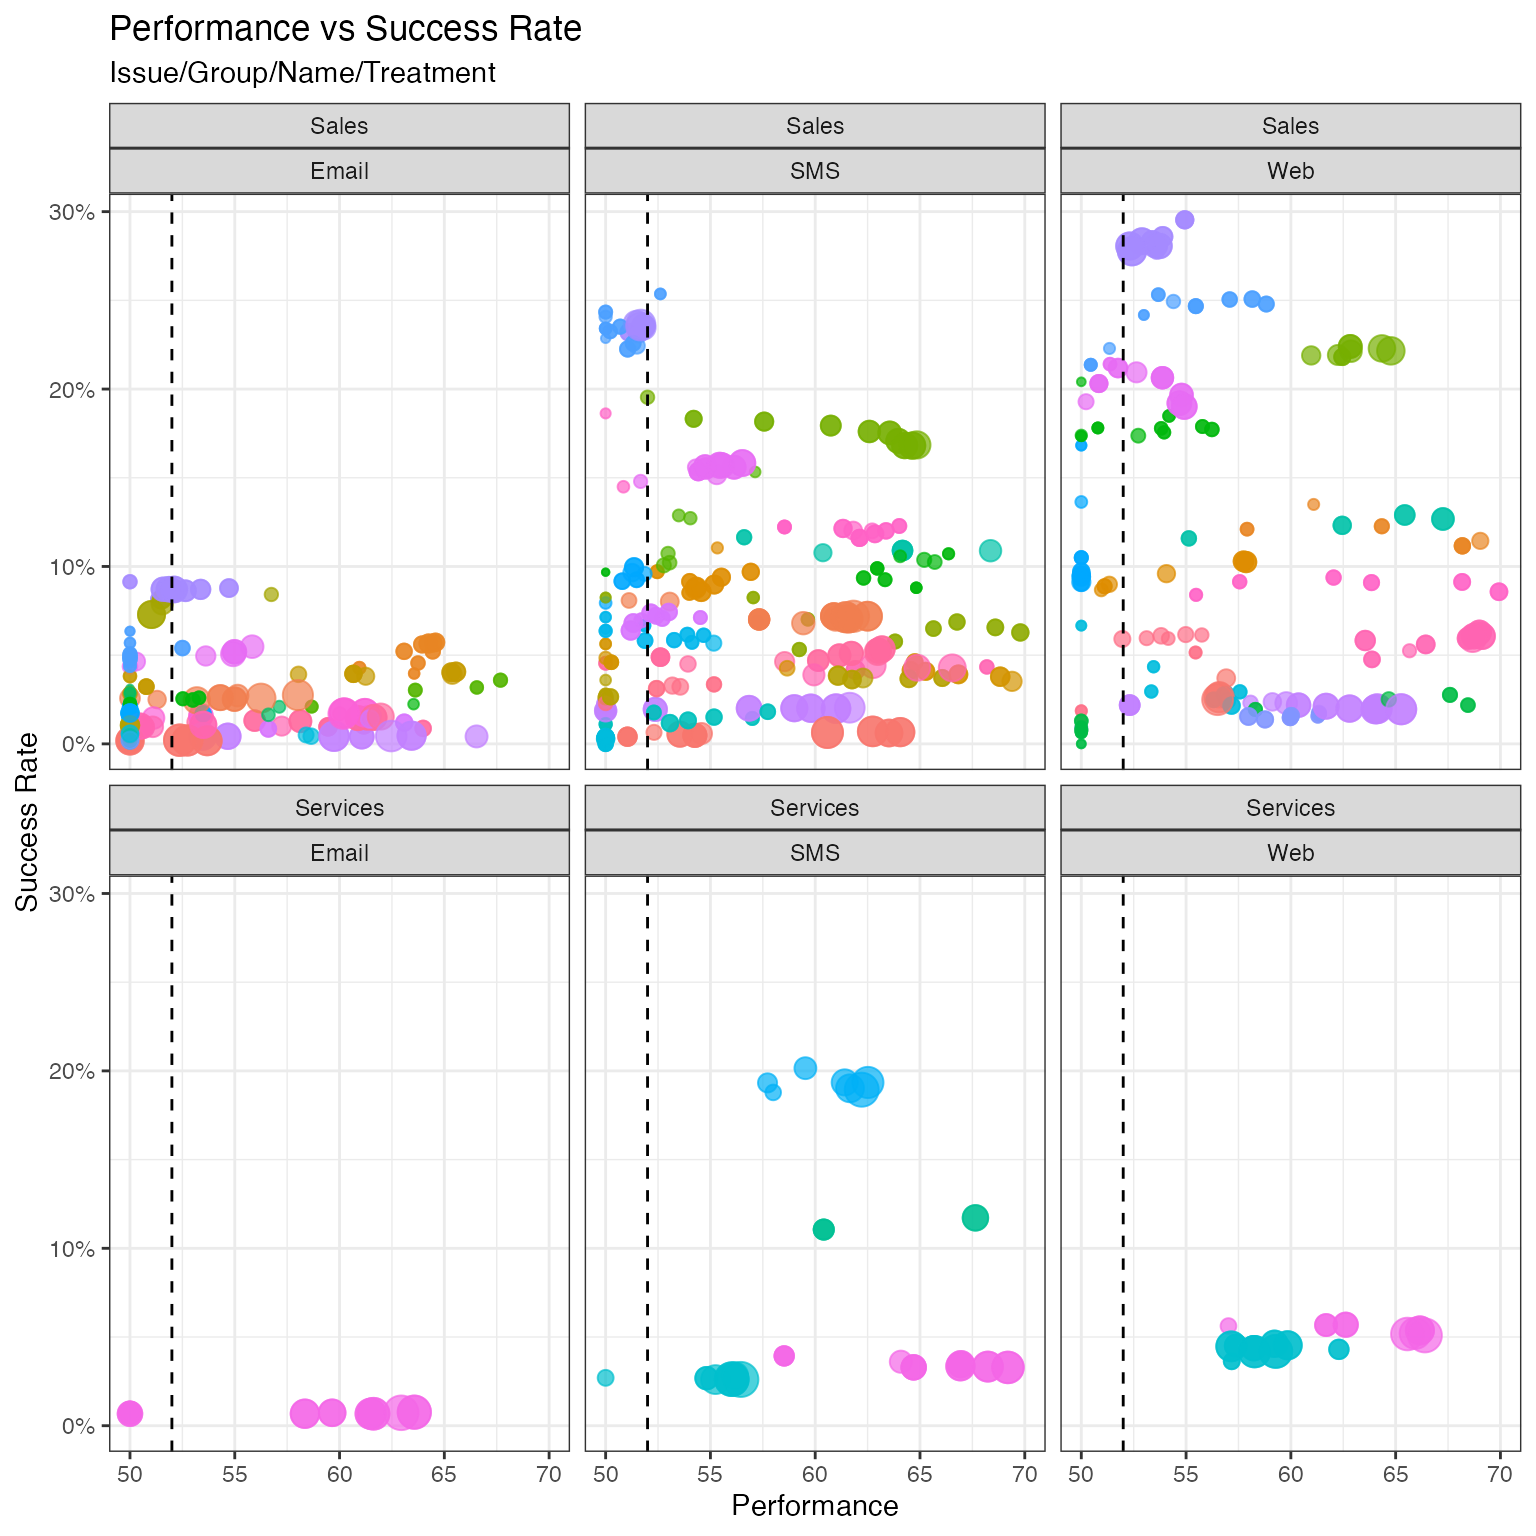 Performance vs Success Rate
Issue/Group/Name/Treatment
Sales
Sales
Sales
Email
SMS
Web
30%
20%
10%
0%
Success Rate
Services
Services
Services
Email
SMS
Web
30%
20%
10%
0%
50 55 60 65 70
50 55 60 65 70
50 55 60 65 70
Performance